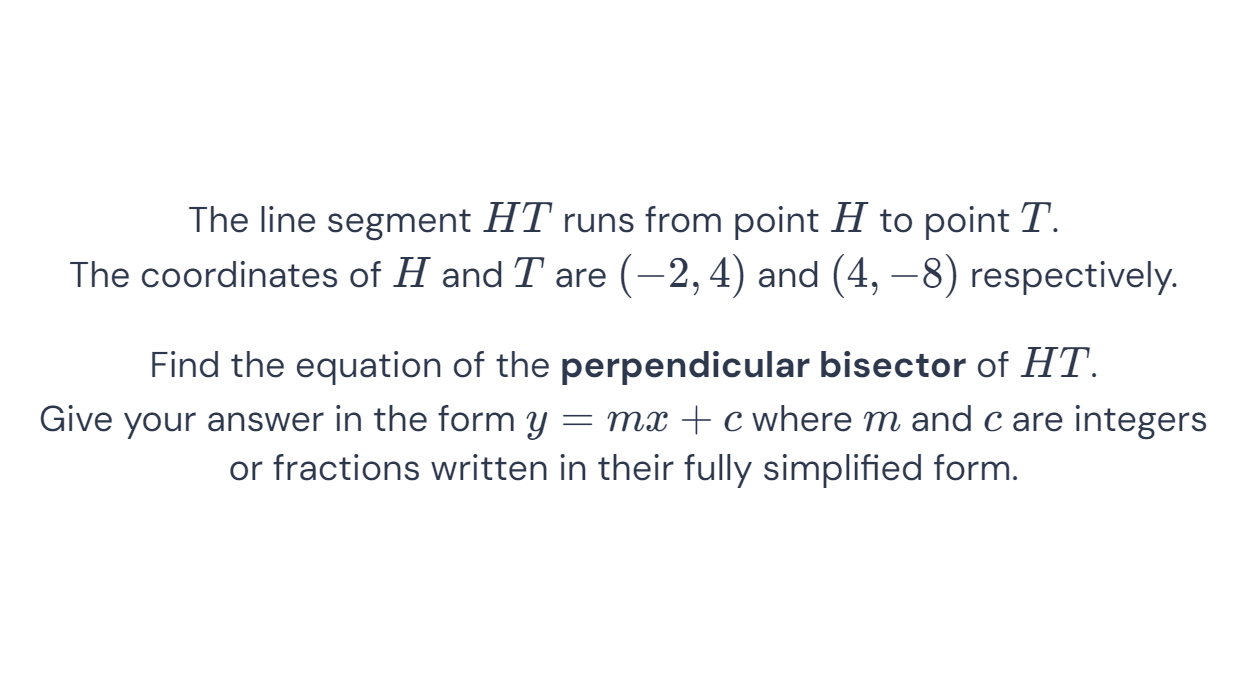 The line segment HT runs from point H to point T.
The coordinates of H and T are (−2, 4) and (4, −8) respectively.
Find the equation of the perpendicular bisector of HT.
Give your answer in the form y = mx + c where m and c are integers
or fractions written in their fully simplified form.